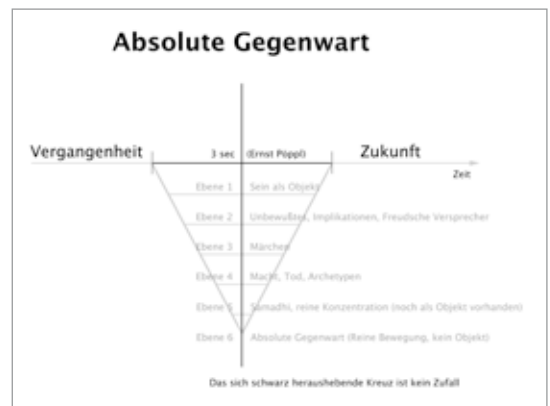 Absolute Gegenwart
Vergangenheit 3 sec (Ernst Pöppl) Zukunft
Zeit
Ebene 1 Sein als Objekt
Ebene 2 Unbewußtes, Implikationen, Freudsche Versprecher
Ebene 3 Märchen
Ebene 4 Macht, Tod, Archetypen
Ebene 5 Samadhi, reine Konzentration (noch als Objekt vorhanden)
Ebene 6 Absolute Gegenwart (Reine Bewegung, kein Objekt)
Das sich schwarz heraushebende Kreuz ist kein Zufall